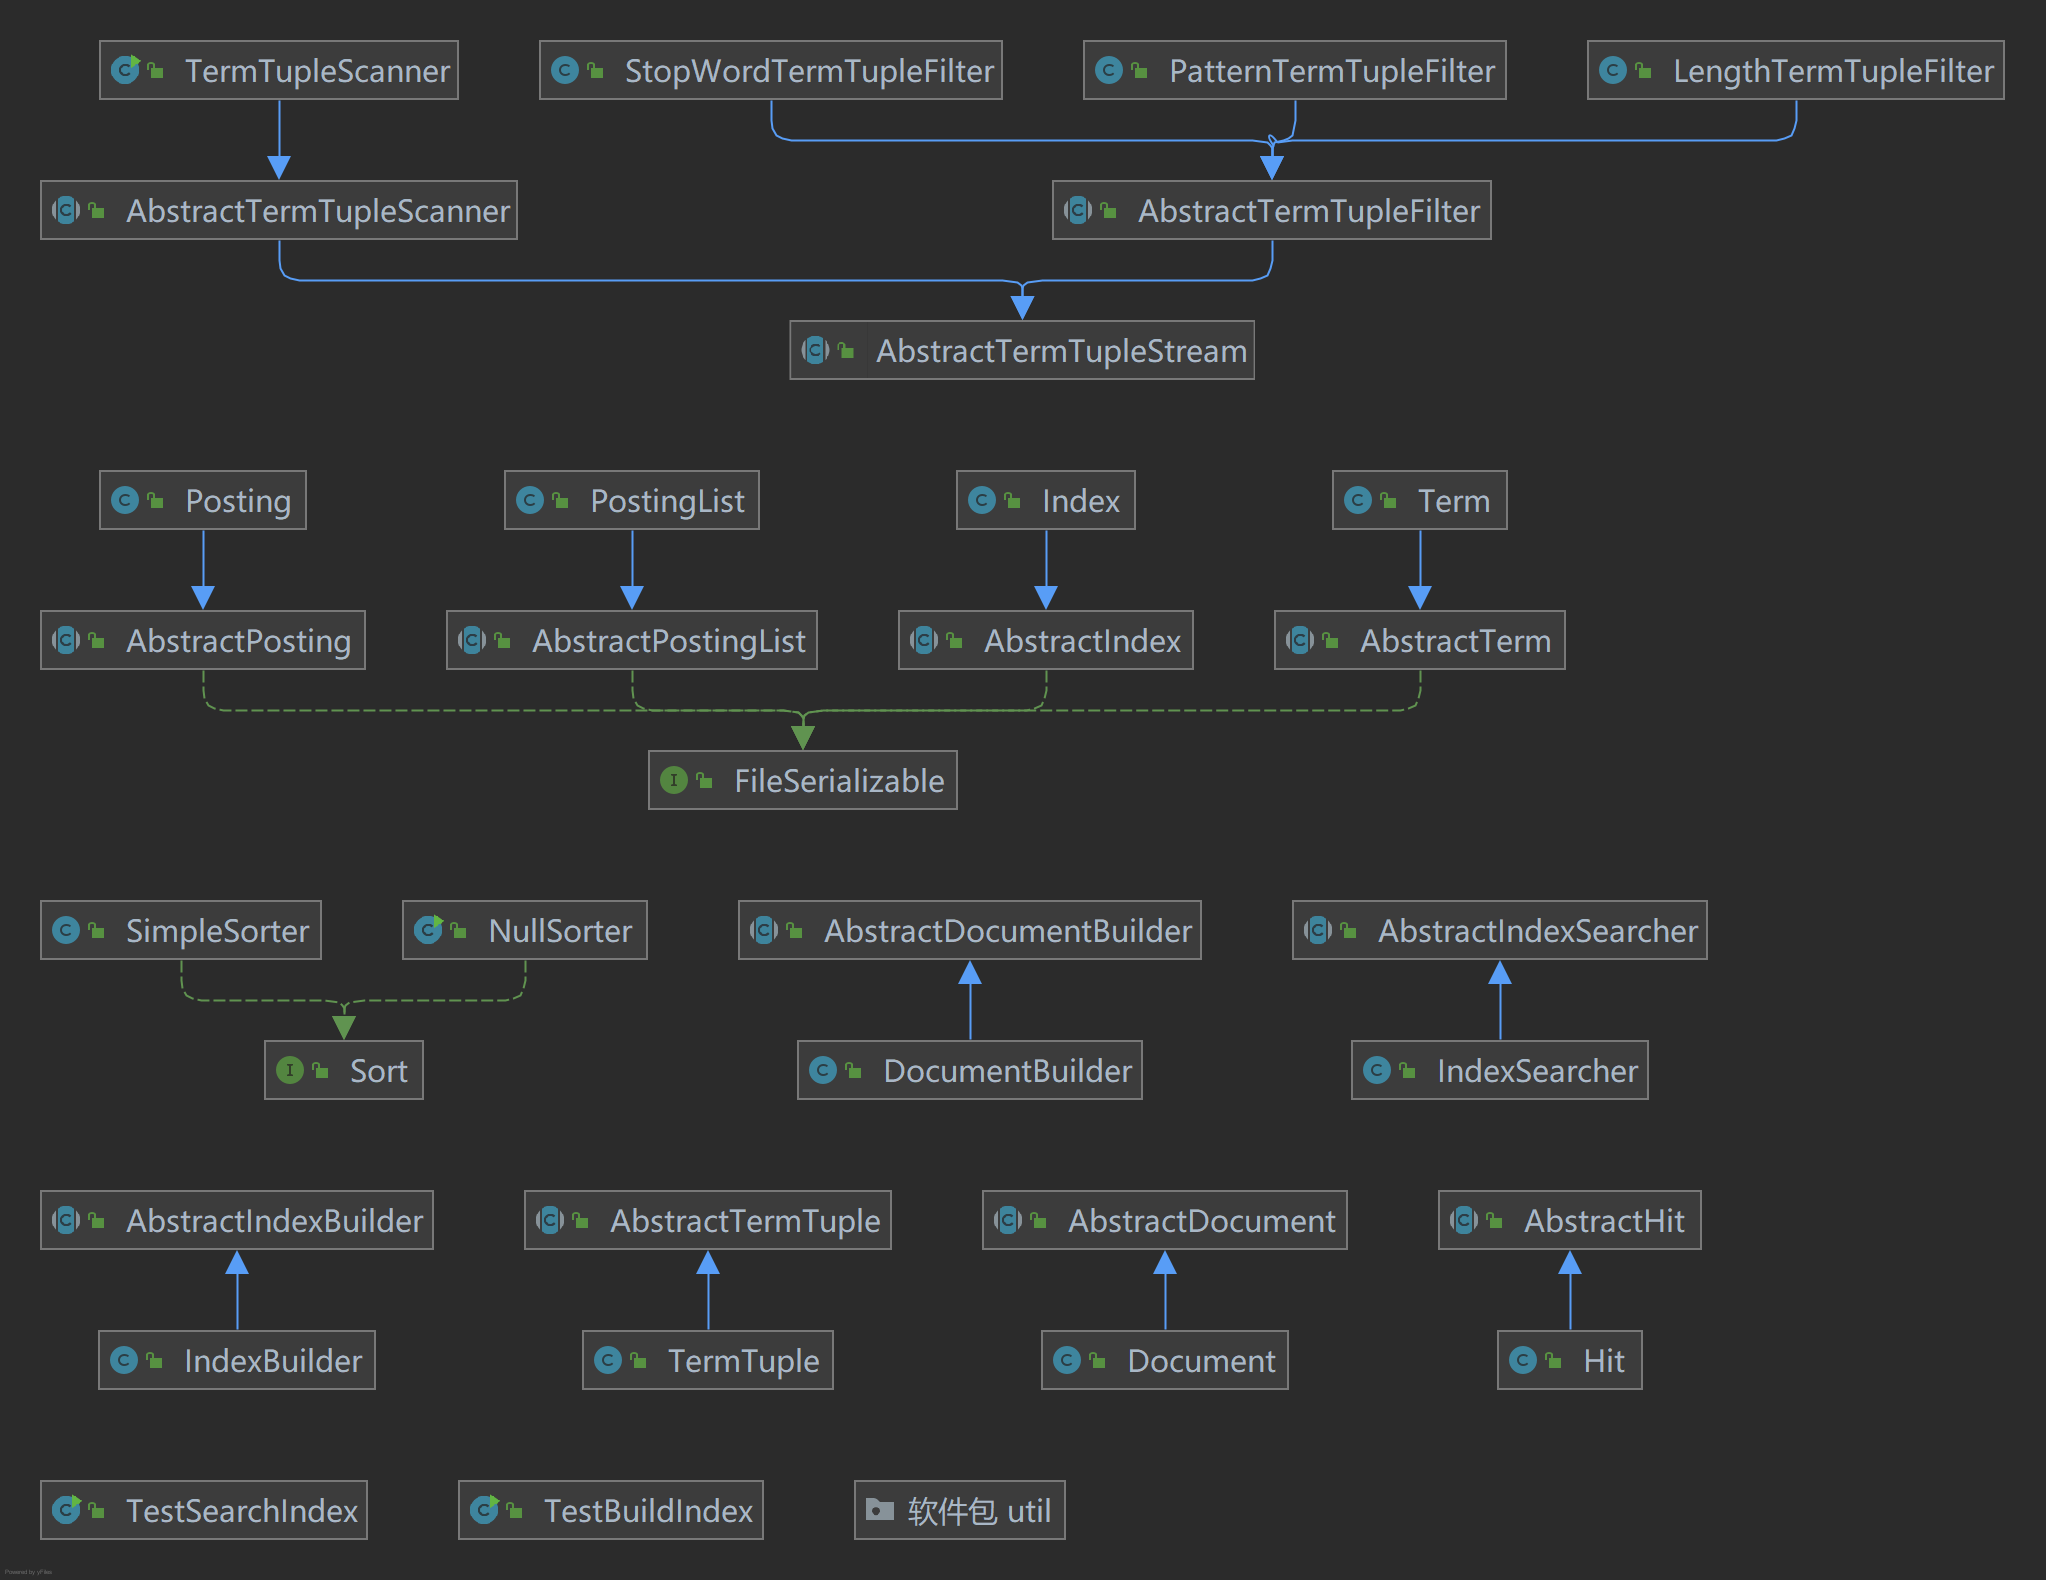 TermTupleScanner
StopWordTermTupleFilter
PatternTermTupleFilter
LengthTermTupleFilter
AbstractTermTupleScanner
AbstractTermTupleFilter
AbstractTermTupleStream
Posting
PostingList
Index
Term
AbstractPosting
AbstractPostingList
AbstractIndex
AbstractTerm
FileSerializable
SimpleSorter
NullSorter
AbstractDocumentBuilder
AbstractIndexSearcher
Sort
DocumentBuilder
IndexSearcher
AbstractIndexBuilder
AbstractTermTuple
AbstractDocument
AbstractHit
IndexBuilder
TermTuple
Document
Hit
TestSearchIndex
TestBuildIndex
软件包 util
Powered by yFiles